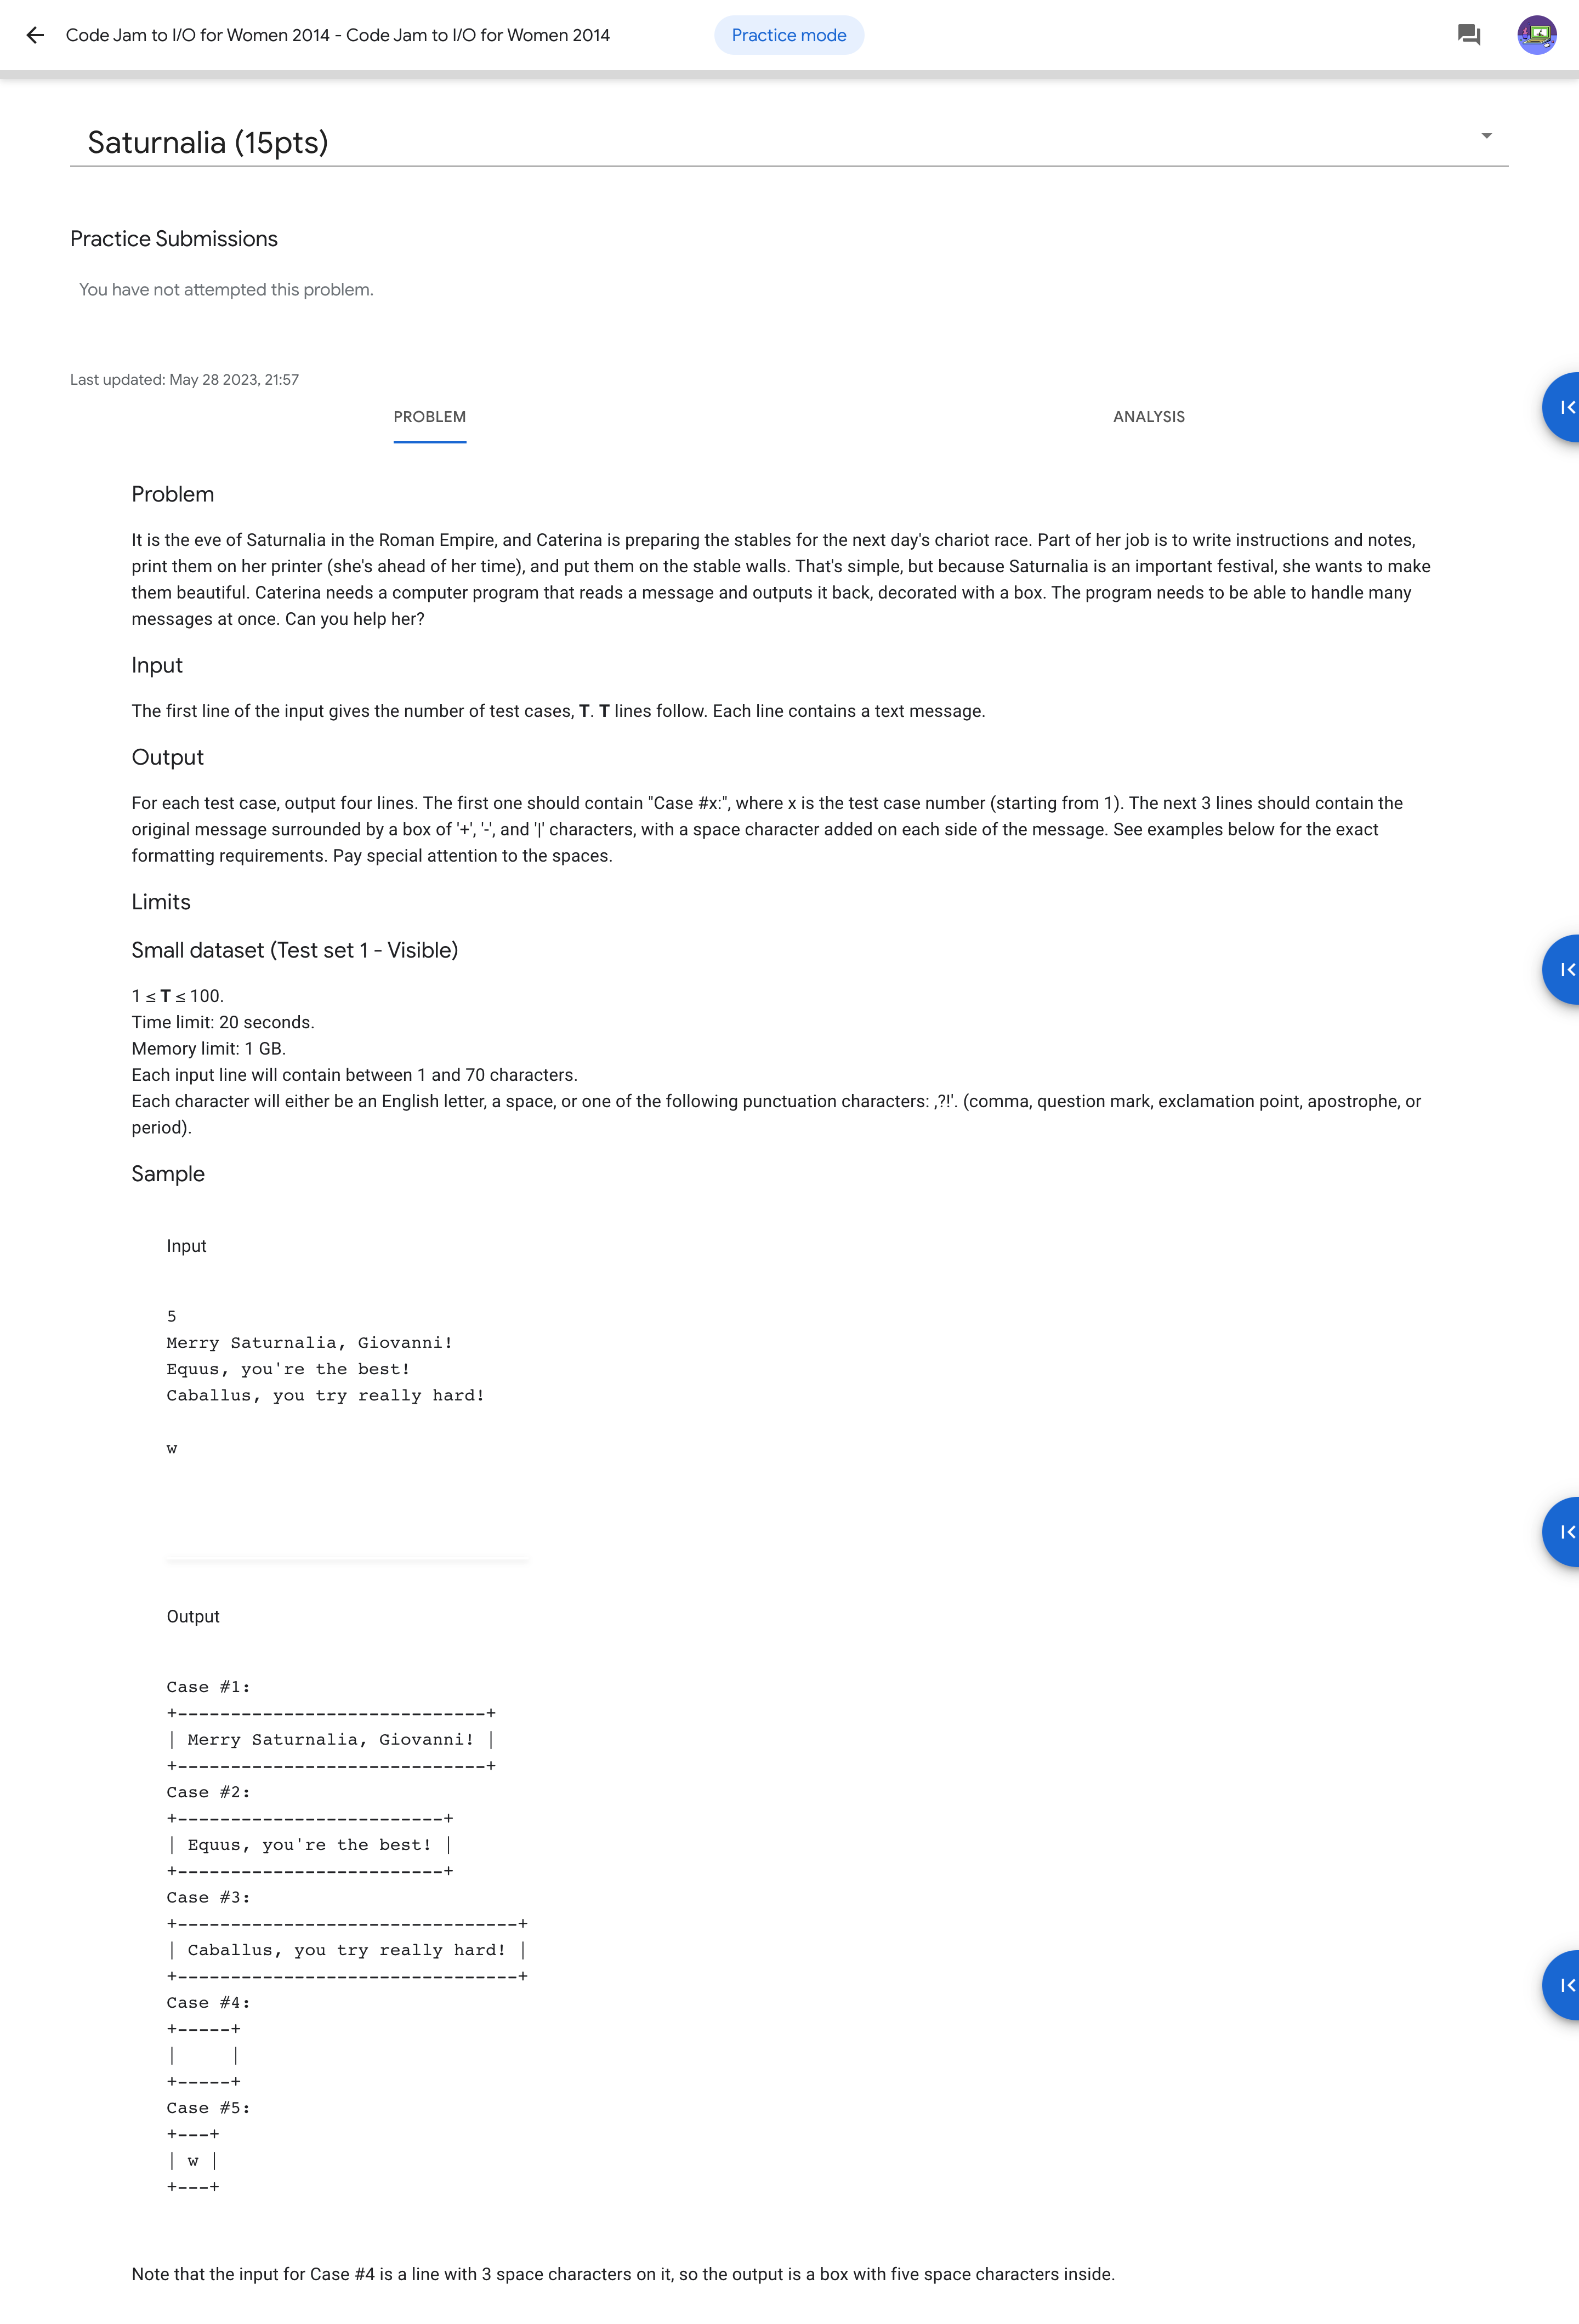 Code Jam to I/O for Women 2014 - Code Jam to I/O for Women 2014
Practice mode
Saturnalia (15pts)
Practice Submissions
You have not attempted this problem.
Last updated: May 28 2023, 21:57
PROBLEM
ANALYSIS
Problem
It is the eve of Saturnalia in the Roman Empire, and Caterina is preparing the stables for the next day's chariot race. Part of her job is to write instructions and notes,
print them on her printer (she's ahead of her time), and put them on the stable walls. That's simple, but because Saturnalia is an important festival, she wants to make
them beautiful. Caterina needs a computer program that reads a message and outputs it back, decorated with a box. The program needs to be able to handle many
messages at once. Can you help her?
Input
The first line of the input gives the number of test cases, T. T lines follow. Each line contains a text message.
Output
For each test case, output four lines. The first one should contain "Case #x:", where x is the test case number (starting from 1). The next 3 lines should contain the
original message surrounded by a box of '+', '-', and '|' characters, with a space character added on each side of the message. See examples below for the exact
formatting requirements. Pay special attention to the spaces.
Limits
Small dataset (Test set 1 - Visible)
1 ≤ T ≤ 100.
Time limit: 20 seconds.
Memory limit: 1 GB.
Each input line will contain between 1 and 70 characters.
Each character will either be an English letter, a space, or one of the following punctuation characters: ,?!'. (comma, question mark, exclamation point, apostrophe, or
period).
Sample
Input
5
Merry Saturnalia, Giovanni!
Equus, you're the best!
Caballus, you try really hard!
w
Output
Case #1:
+-----------------------------+
| Merry Saturnalia, Giovanni! |
+-----------------------------+
Case #2:
+-------------------------+
| Equus, you're the best! |
+-------------------------+
Case #3:
+--------------------------------+
| Caballus, you try really hard! |
+--------------------------------+
Case #4:
+-----+
|     |
+-----+
Case #5:
+---+
| w |
+---+
Note that the input for Case #4 is a line with 3 space characters on it, so the output is a box with five space characters inside.